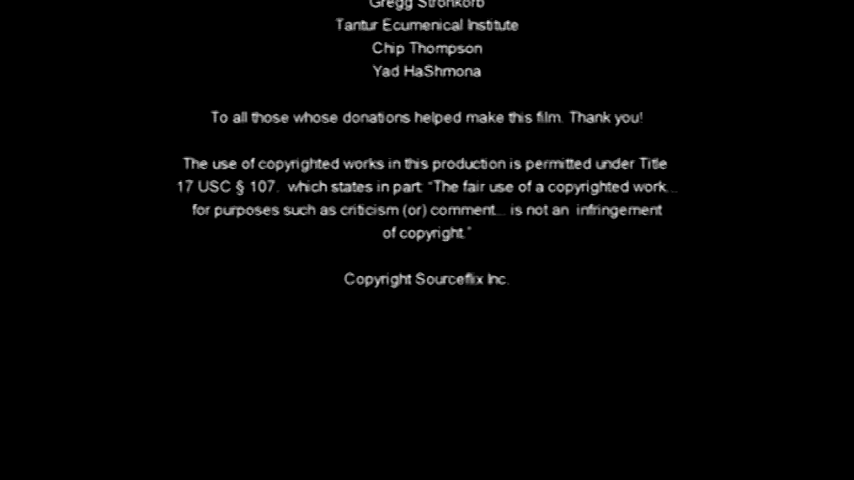 Gregg Stronkorb
Tantur Ecumenical Institute
Chip Thompson
Yad HaShmona
To all those whose donations helped make this film. Thank you!
The use of copyrighted works in this production is permitted under Title
17 USC § 107. which states in part: “The fair use of a copyrighted work...
for purposes such as criticism (or) comment... is not an infringement
of copyright.”
Copyright Sourceflix Inc.